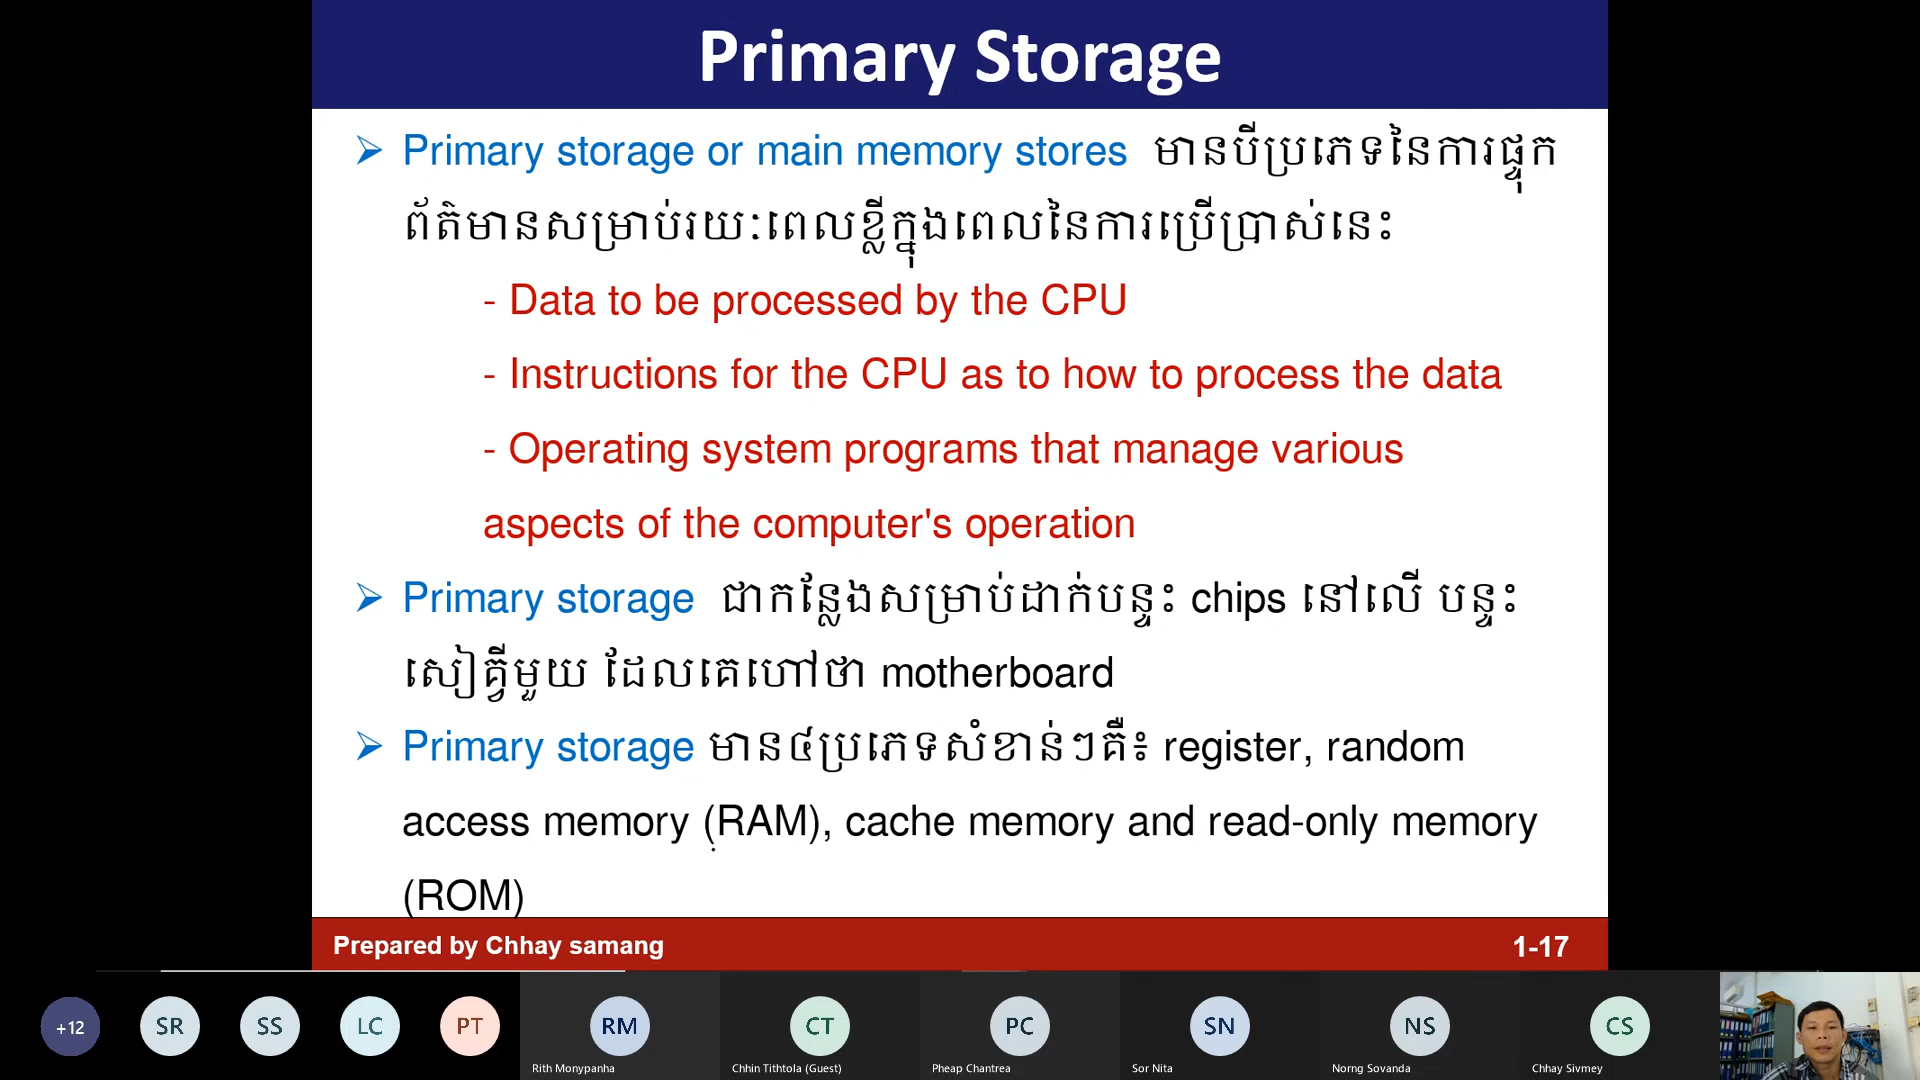 Primary Storage
➢ Primary storage or main memory stores មានបីប្រភេទនៃការផ្ទុក
ព័ត៌មានសម្រាប់រយៈពេលខ្លីក្នុងពេលនៃការប្រើប្រាស់នេះ
- Data to be processed by the CPU
- Instructions for the CPU as to how to process the data
- Operating system programs that manage various
aspects of the computer's operation
➢ Primary storage ជាកន្លែងសម្រាប់ដាក់បន្ទះ chips នៅលើ បន្ទះ
សៀគ្វីមួយ ដែលគេហៅថា motherboard
➢ Primary storage មាន៤ប្រភេទសំខាន់ៗគឺ៖ register, random
access memory (RAM), cache memory and read-only memory
(ROM)
Prepared by Chhay samang
1-17
+12
SR
SS
LC
PT
RM
CT
PC
SN
NS
CS
Rith Monypanha
Chhin Tithtola (Guest)
Pheap Chantrea
Sor Nita
Norng Sovanda
Chhay Sivmey